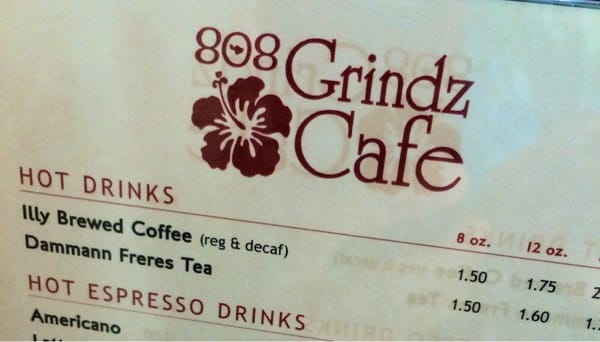 808 Grindz
Cafe
HOT DRINKS
8 oz. 12 oz.
Illy Brewed Coffee (reg & decaf) 1.50 1.75
Dammann Freres Tea 1.50 1.60
HOT ESPRESSO DRINKS
Americano